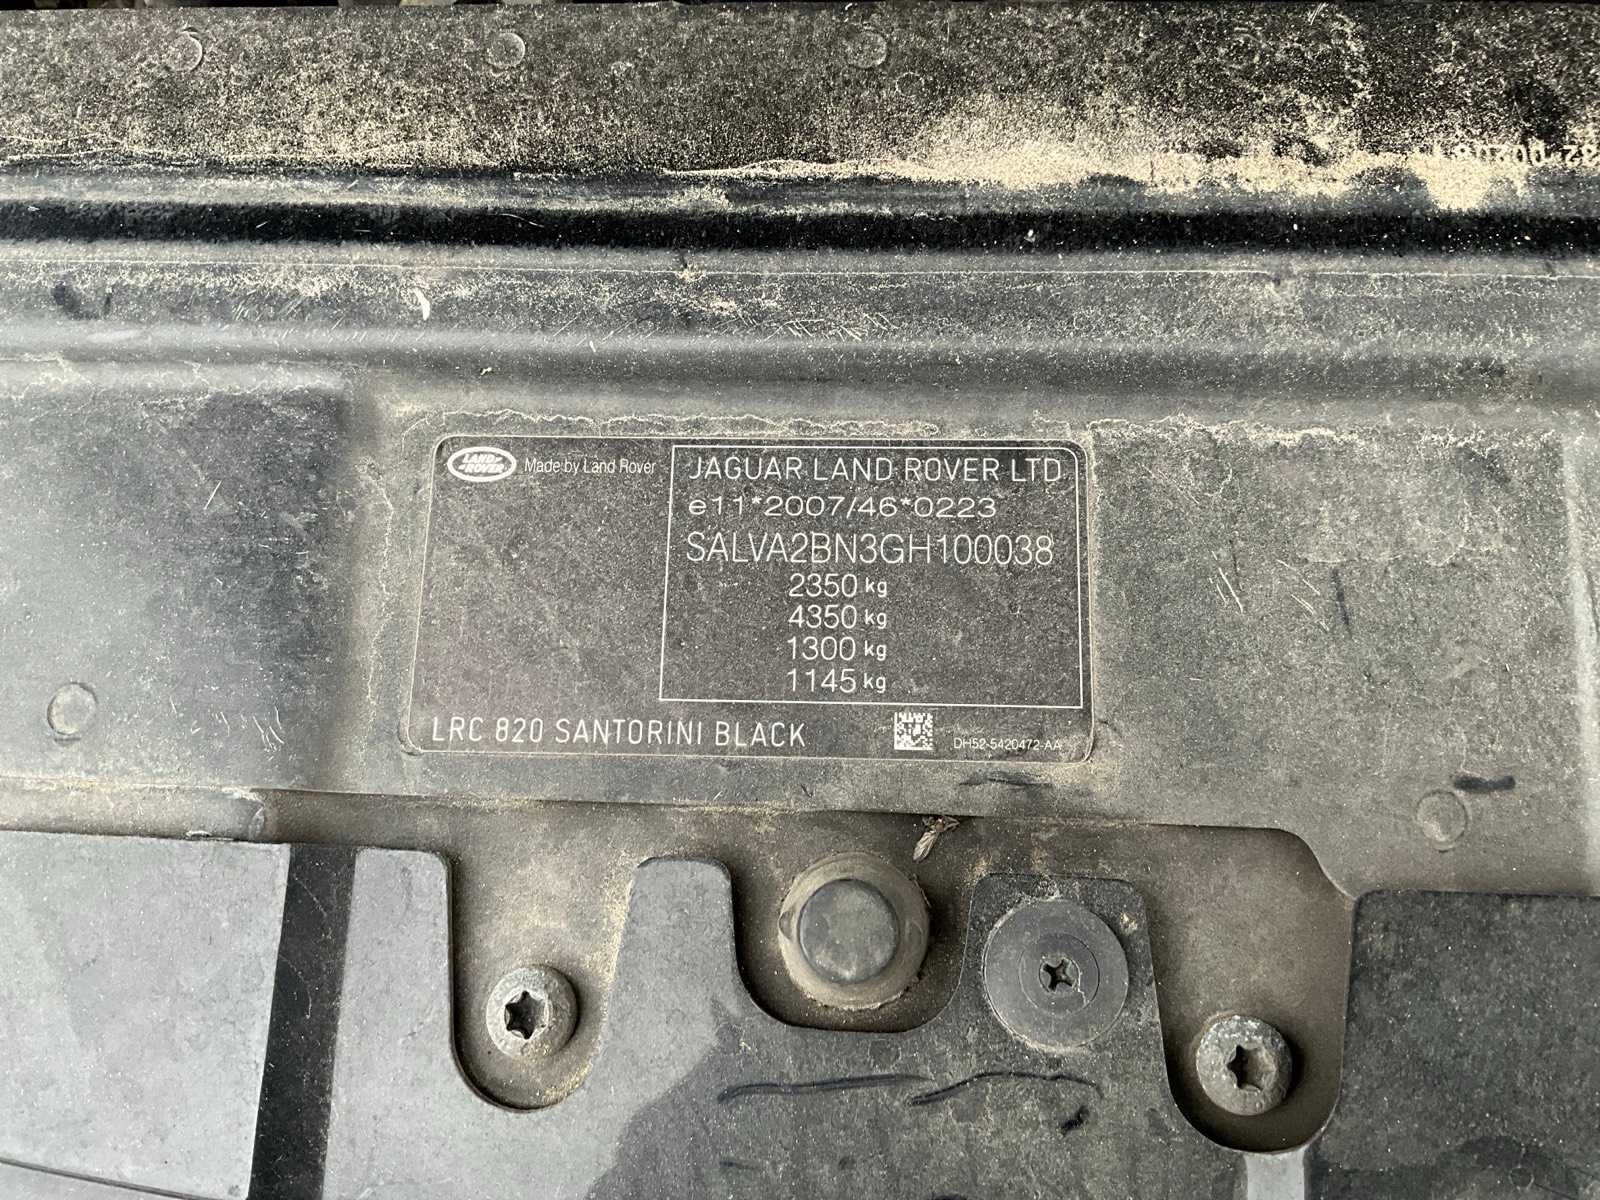 LAND ROVER
Made by Land Rover
JAGUAR LAND ROVER LTD
e11*2007/46*0223
SALVA2BN3GH100038
2350 kg
4350 kg
1300 kg
1145 kg
LRC 820 SANTORINI BLACK
DH52-5420472-AA